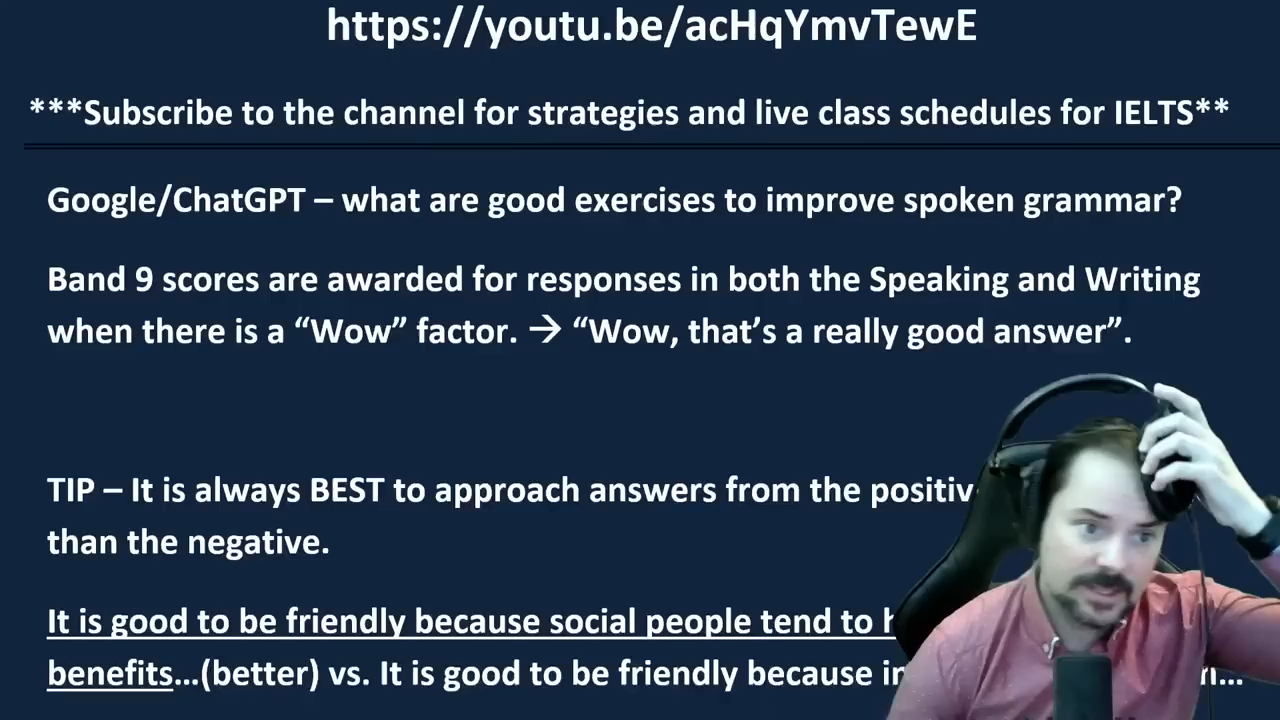 https://youtu.be/acHqYmvTewE
***Subscribe to the channel for strategies and live class schedules for IELTS**
Google/ChatGPT – what are good exercises to improve spoken grammar?
Band 9 scores are awarded for responses in both the Speaking and Writing
when there is a “Wow” factor. → “Wow, that’s a really good answer”.
TIP – It is always BEST to approach answers from the
than the negative.
It is good to be friendly because social people tend to
benefits…(better) vs. It is good to be friendly because